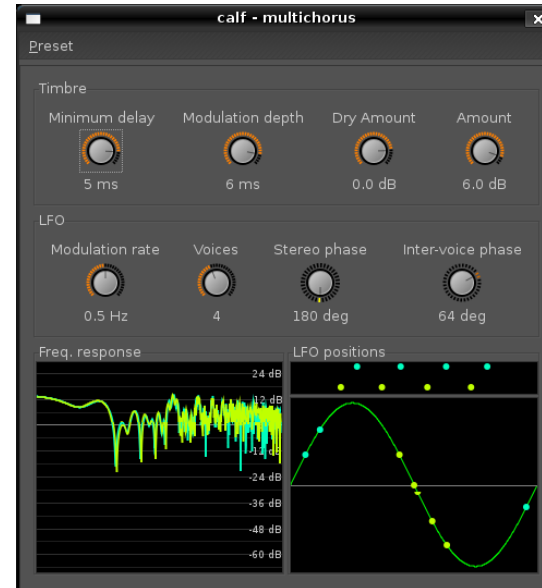 calf - multichorus
Preset
Timbre
Minimum delay Modulation depth Dry Amount Amount
5 ms 6 ms 0.0 dB 6.0 dB
LFO
Modulation rate Voices Stereo phase Inter-voice phase
0.5 Hz 4 180 deg 64 deg
Freq. response LFO positions
24 dB
12 dB
-12 dB
-24 dB
-36 dB
-48 dB
-60 dB